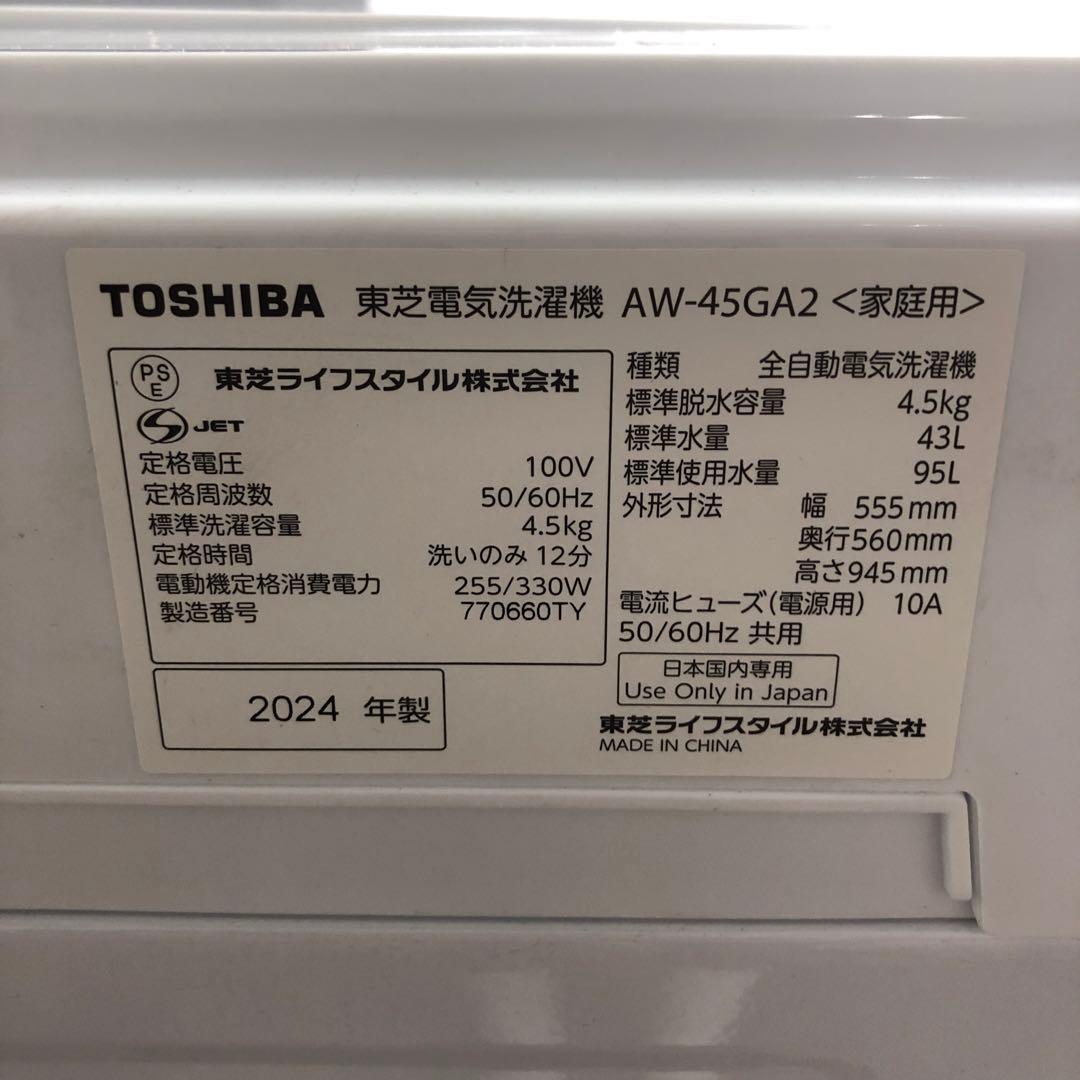 TOSHIBA 東芝電気洗濯機 AW-45GA2 <家庭用>
PS E 東芝ライフスタイル株式会社
S JET
定格電圧 100V
定格周波数 50/60Hz
標準洗濯容量 4.5kg
定格時間 洗いのみ 12分
電動機定格消費電力 255/330W
製造番号 770660TY
2024 年製
種類 全自動電気洗濯機
標準脱水容量 4.5kg
標準水量 43L
標準使用水量 95L
外形寸法 幅 555mm
奥行560mm
高さ945mm
電流ヒューズ(電源用) 10A
50/60Hz 共用
日本国内専用
Use Only in Japan
東芝ライフスタイル株式会社
MADE IN CHINA